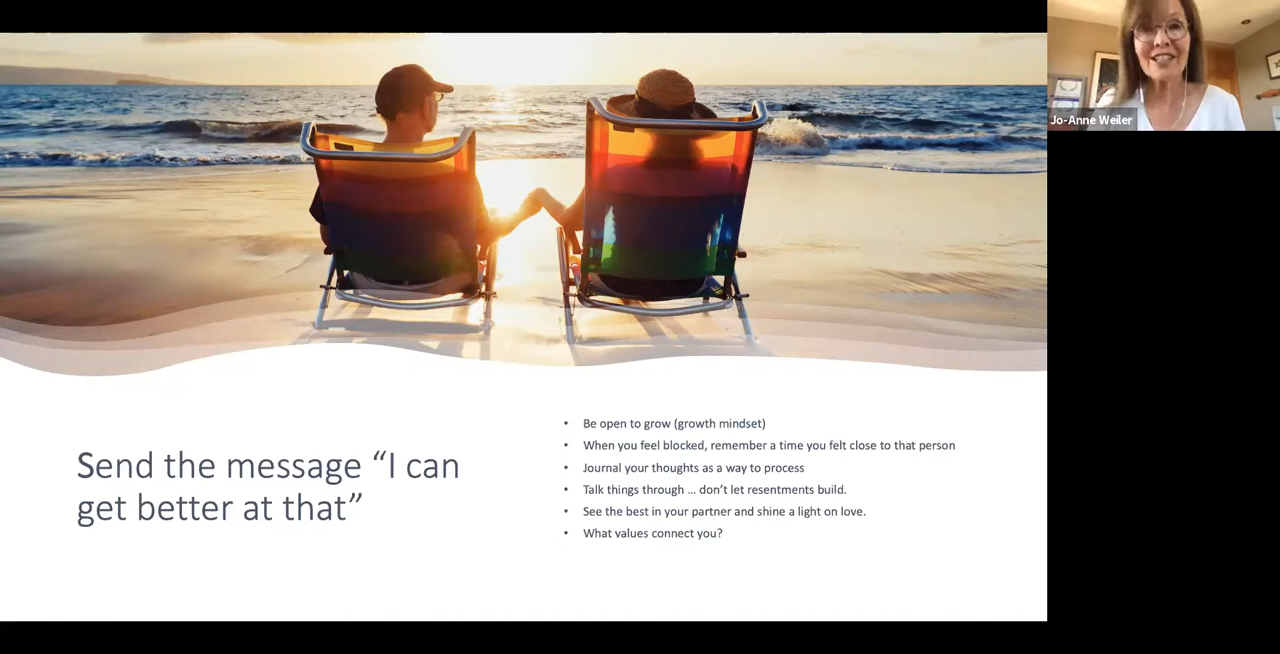 Jo-Anne Weiler
Send the message “I can
get better at that”
• Be open to grow (growth mindset)
• When you feel blocked, remember a time you felt close to that person
• Journal your thoughts as a way to process
• Talk things through ... don’t let resentments build.
• See the best in your partner and shine a light on love.
• What values connect you?